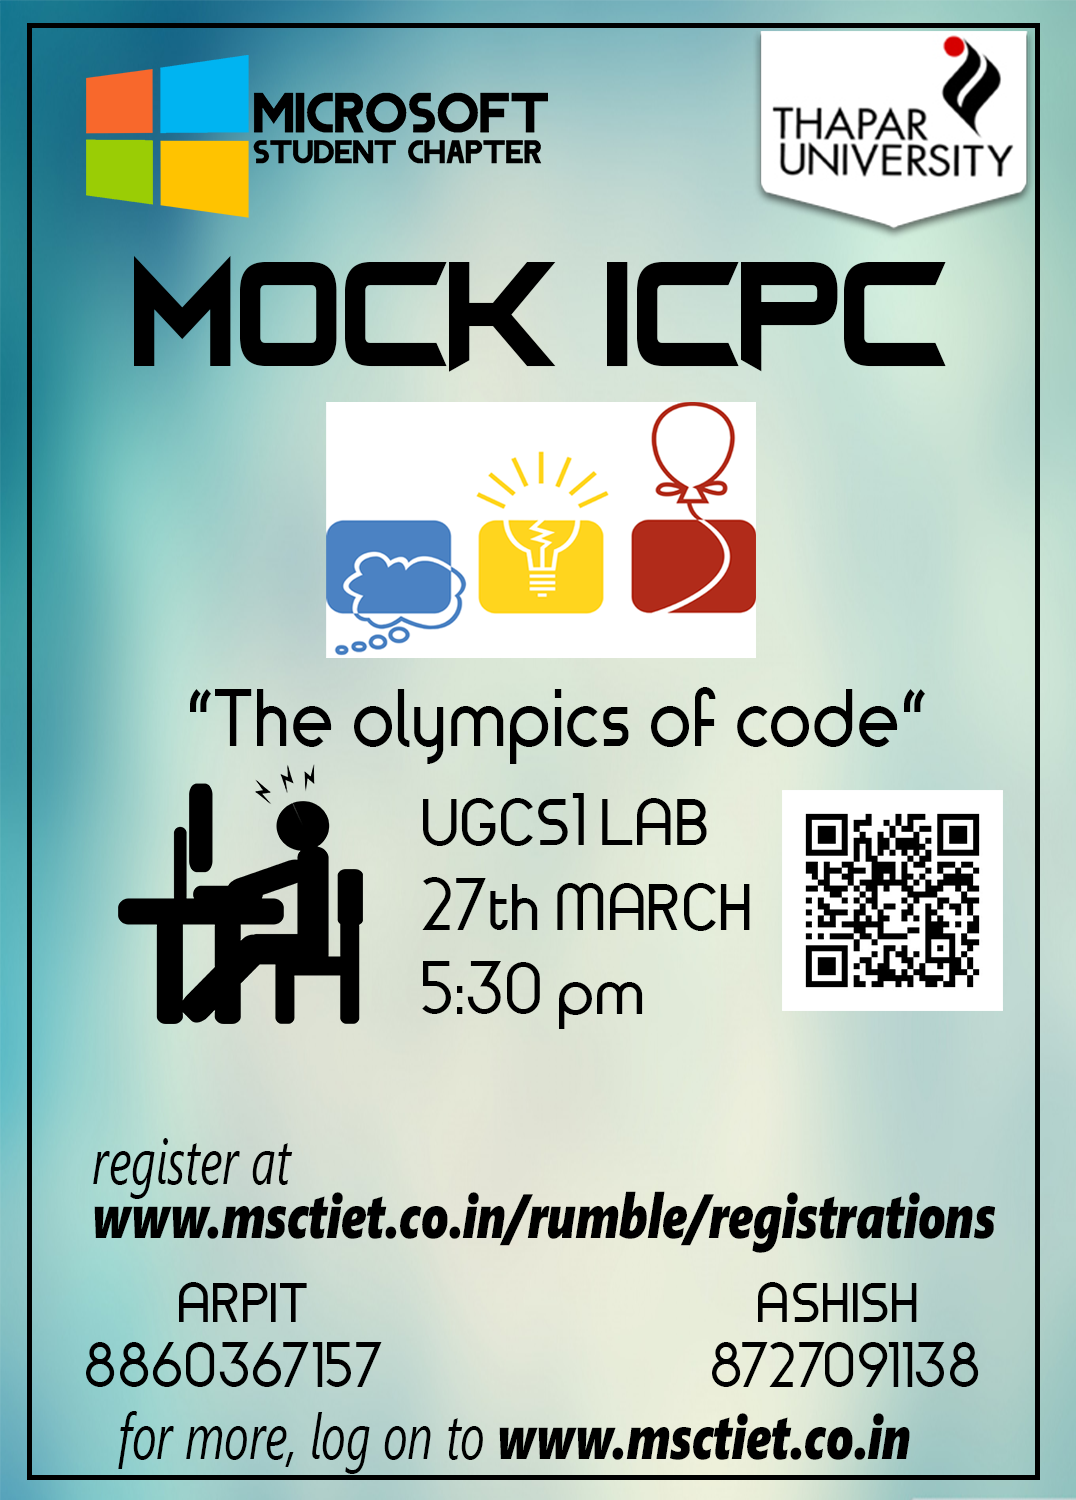 MICROSOFT
STUDENT CHAPTER
THAPAR
UNIVERSITY
MOCK ICPC
“The olympics of code“
UGCS1 LAB
27th MARCH
5:30 pm
register at
www.msctiet.co.in/rumble/registrations
ARPIT
ASHISH
8860367157
8727091138
for more, log on to www.msctiet.co.in